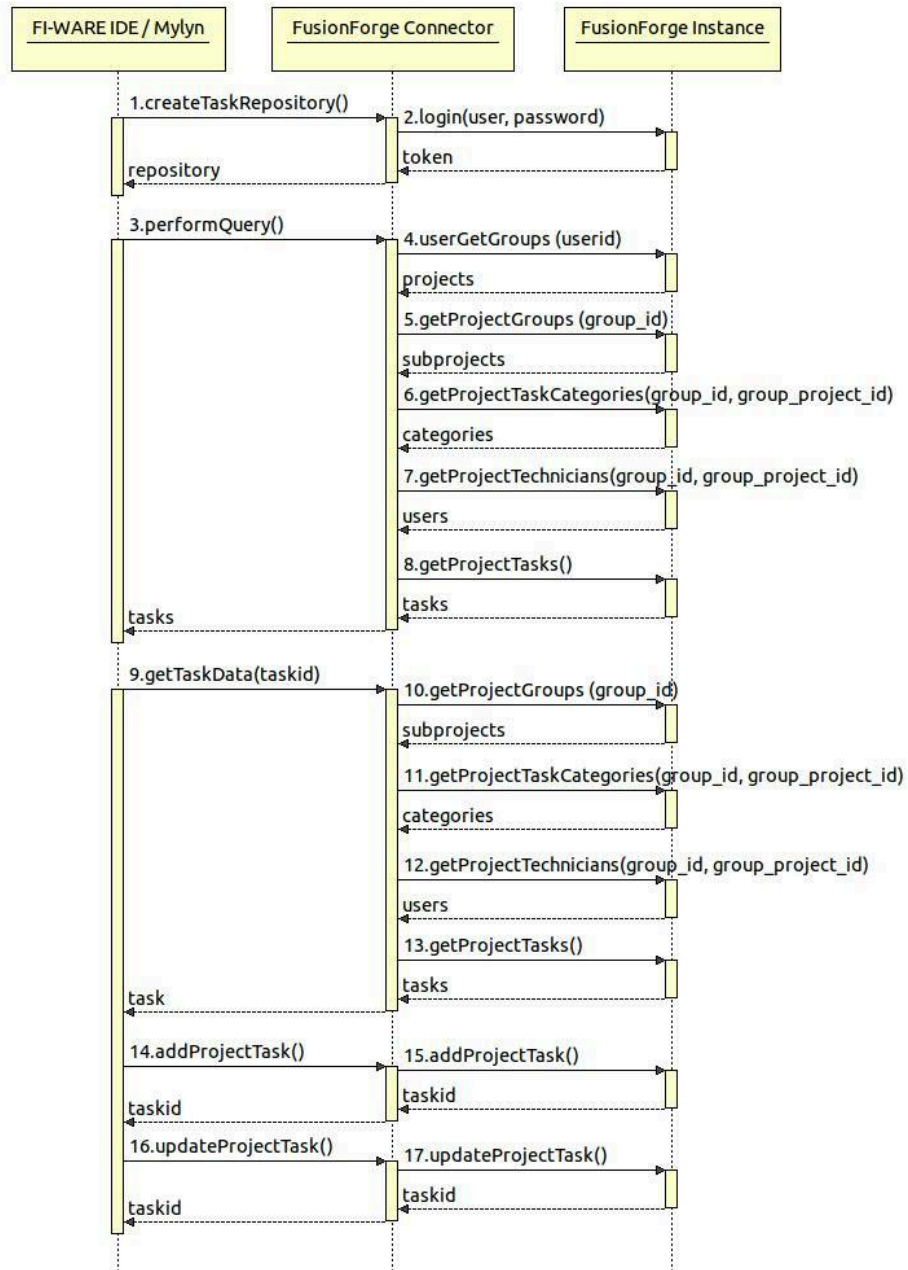 FI-WARE IDE / Mylyn
FusionForge Connector
FusionForge Instance
1.createTaskRepository()
2.login(user, password)
token
repository
3.performQuery()
4.userGetGroups (userid)
projects
5.getProjectGroups (group_id)
subprojects
6.getProjectTaskCategories(group_id, group_project_id)
categories
7.getProjectTechnicians(group_id, group_project_id)
users
8.getProjectTasks()
tasks
tasks
9.getTaskData(taskid)
10.getProjectGroups (group_id)
subprojects
11.getProjectTaskCategories(group_id, group_project_id)
categories
12.getProjectTechnicians(group_id, group_project_id)
users
13.getProjectTasks()
tasks
task
14.addProjectTask()
15.addProjectTask()
taskid
taskid
16.updateProjectTask()
17.updateProjectTask()
taskid
taskid